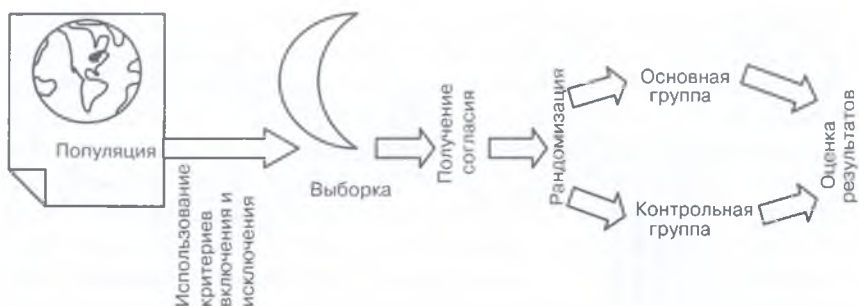 Популяция
Использование
критериев
включения и
исключения
Выборка
Получение
согласия
Рандомизация
Основная
группа
Контрольная
группа
Оценка
результатов